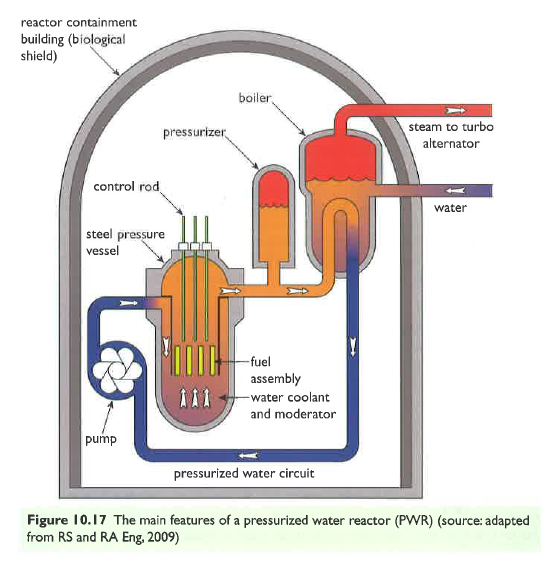 reactor containment
building (biological
shield)
boiler
steam to turbo
alternator
pressurizer
control rod
water
steel pressure
vessel
fuel
assembly
water coolant
and moderator
pump
pressurized water circuit
Figure 10.17 The main features of a pressurized water reactor (PWR) (source: adapted
from RS and RA Eng, 2009)